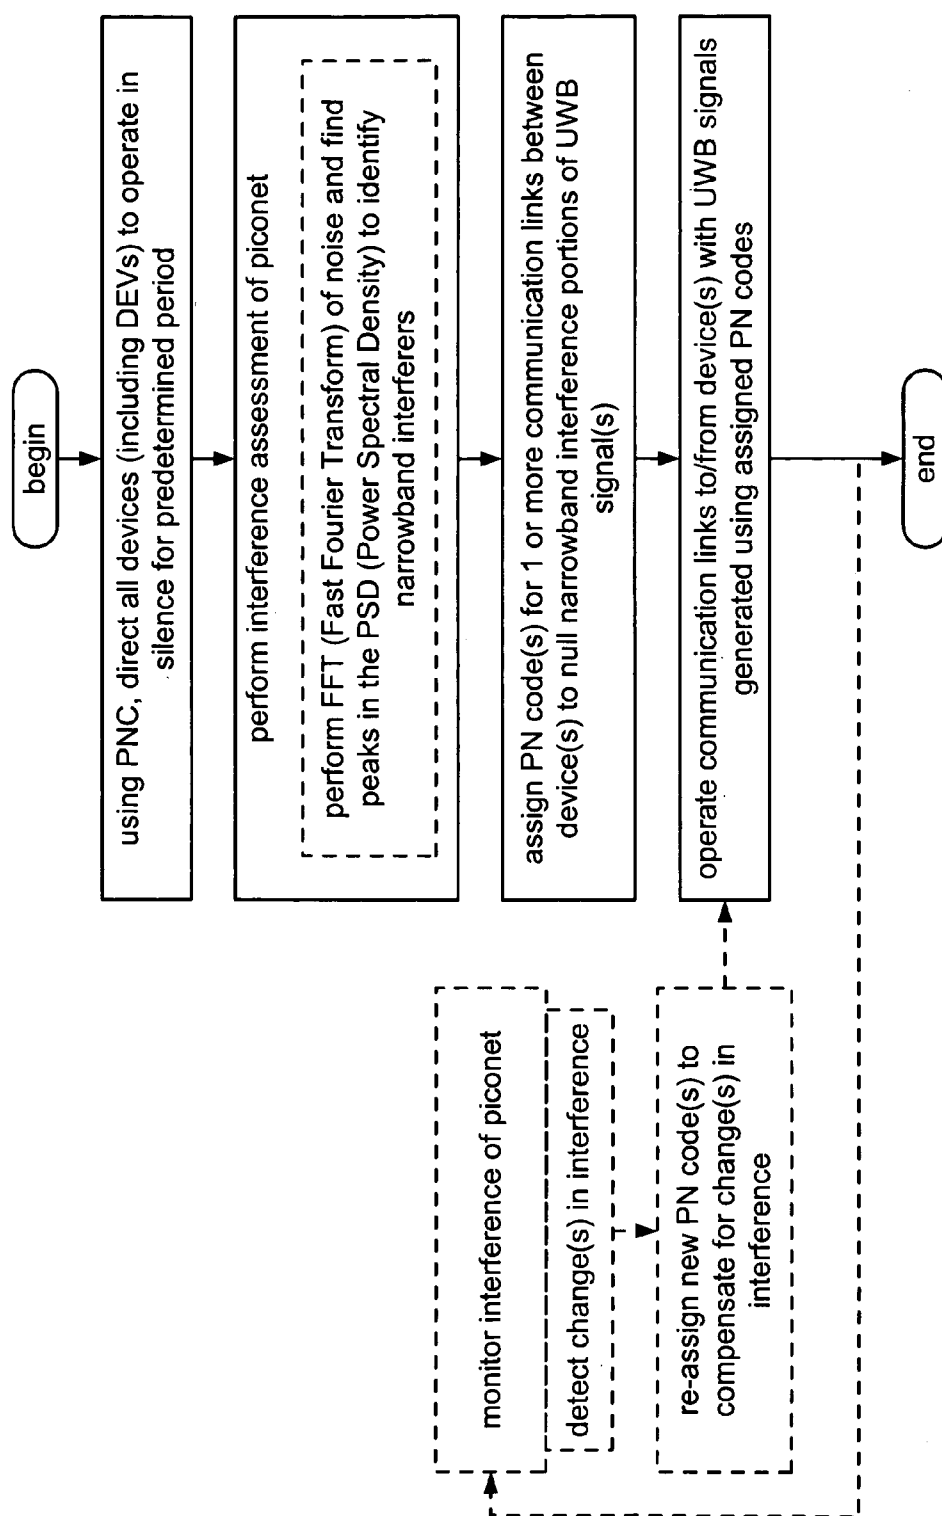 begin
using PNC, direct all devices (including DEVs) to operate in
silence for predetermined period
perform interference assessment of piconet
perform FFT (Fast Fourier Transform) of noise and find
peaks in the PSD (Power Spectral Density) to identify
narrowband interferers
assign PN code(s) for 1 or more communication links between
device(s) to null narrowband interference portions of UWB
signal(s)
operate communication links to/from device(s) with UWB signals
generated using assigned PN codes
end
monitor interference of piconet
detect change(s) in interference
re-assign new PN code(s) to
compensate for change(s) in
interference